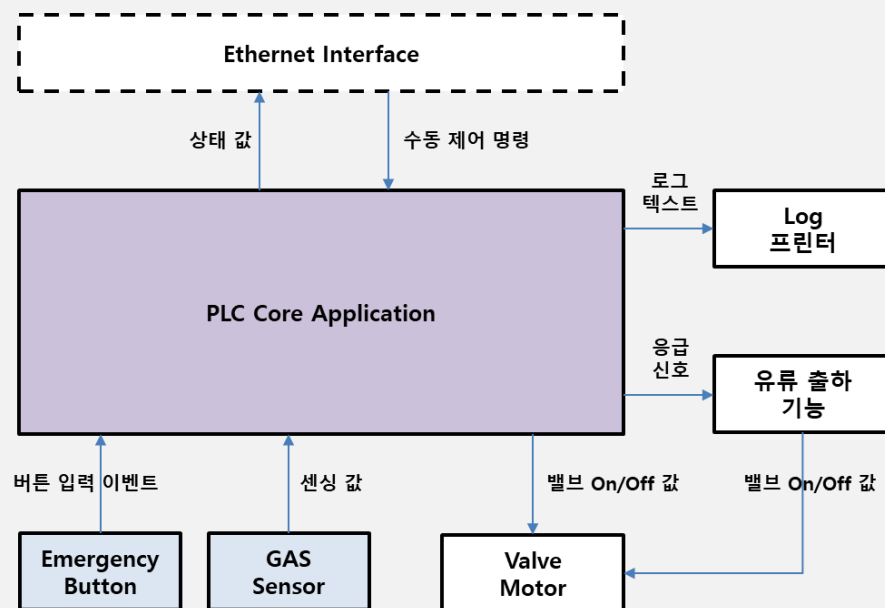 Ethernet Interface
상태 값
수동 제어 명령
로그
텍스트
Log
프린터
PLC Core Application
응급
신호
유류 출하
기능
버튼 입력 이벤트
센싱 값
밸브 On/Off 값
밸브 On/Off 값
Emergency
Button
GAS
Sensor
Valve
Motor